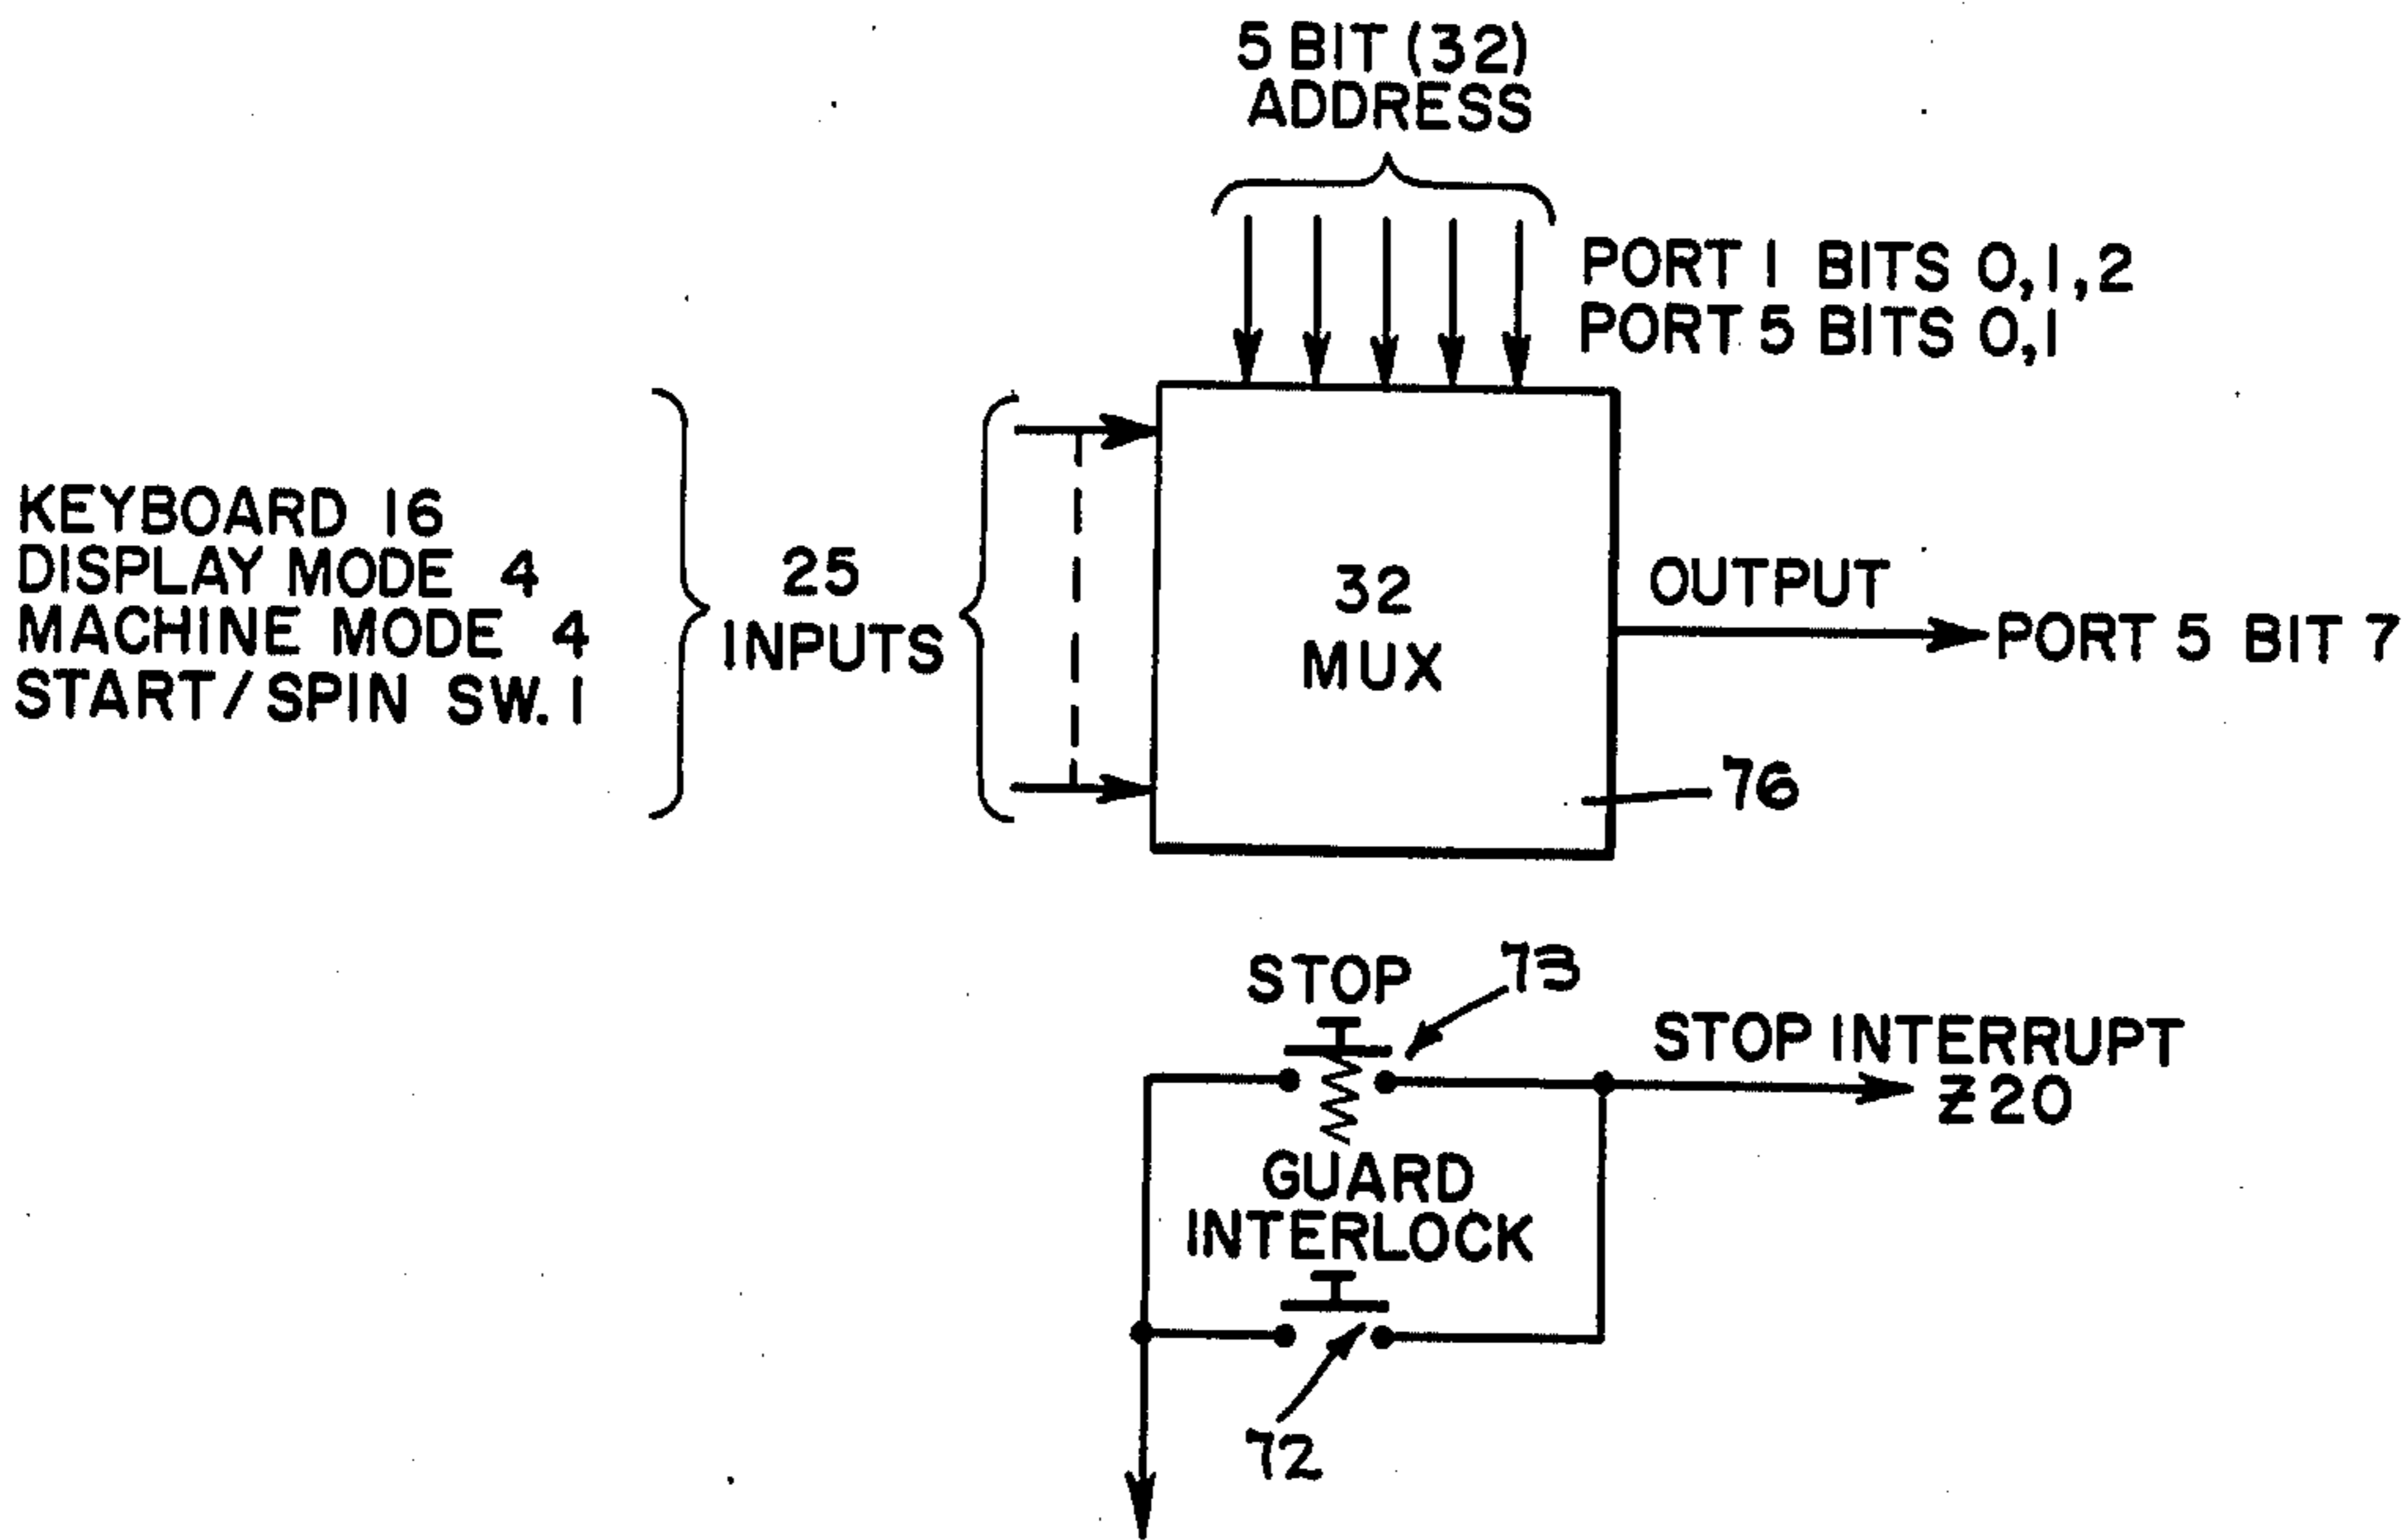 5 BIT (32)
ADDRESS
PORT 1 BITS 0,1,2
PORT 5 BITS 0,1
KEYBOARD 16
DISPLAY MODE 4
MACHINE MODE 4
START/SPIN SW. 1
25
INPUTS
32
MUX
OUTPUT
PORT 5 BIT 7
76
STOP
73
STOP INTERRUPT
Z20
GUARD
INTERLOCK
72